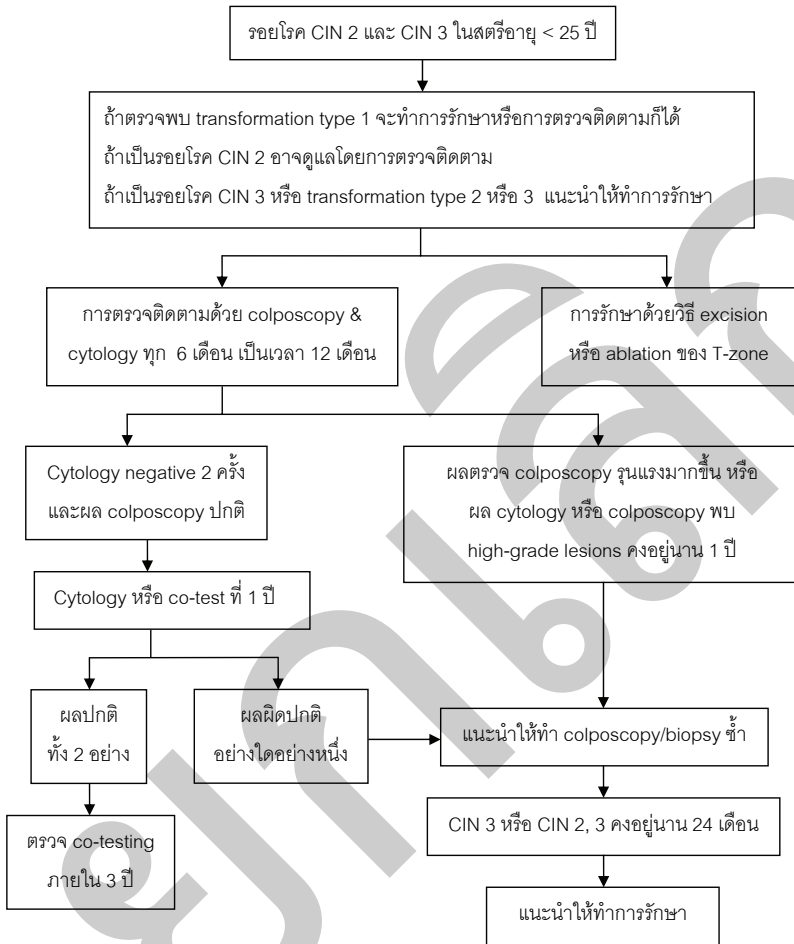 รอยโรค CIN 2 และ CIN 3 ในสตรีอายุ < 25 ปี
ถ้าตรวจพบ transformation type 1 จะทำการรักษาหรือการตรวจติดตามก็ได้
ถ้าเป็นรอยโรค CIN 2 อาจดูแลโดยการตรวจติดตาม
ถ้าเป็นรอยโรค CIN 3 หรือ transformation type 2 หรือ 3 แนะนำให้ทำการรักษา
การตรวจติดตามด้วย colposcopy &
cytology ทุก 6 เดือน เป็นเวลา 12 เดือน
การรักษาด้วยวิธี excision
หรือ ablation ของ T-zone
Cytology negative 2 ครั้ง
และผล colposcopy ปกติ
ผลตรวจ colposcopy รุนแรงมากขึ้น หรือ
ผล cytology หรือ colposcopy พบ
high-grade lesions คงอยู่นาน 1 ปี
Cytology หรือ co-test ที่ 1 ปี
ผลปกติ
ทั้ง 2 อย่าง
ผลผิดปกติ
อย่างใดอย่างหนึ่ง
แนะนำให้ทำ colposcopy/biopsy ซ้ำ
ตรวจ co-testing
ภายใน 3 ปี
CIN 3 หรือ CIN 2, 3 คงอยู่นาน 24 เดือน
แนะนำให้ทำการรักษา